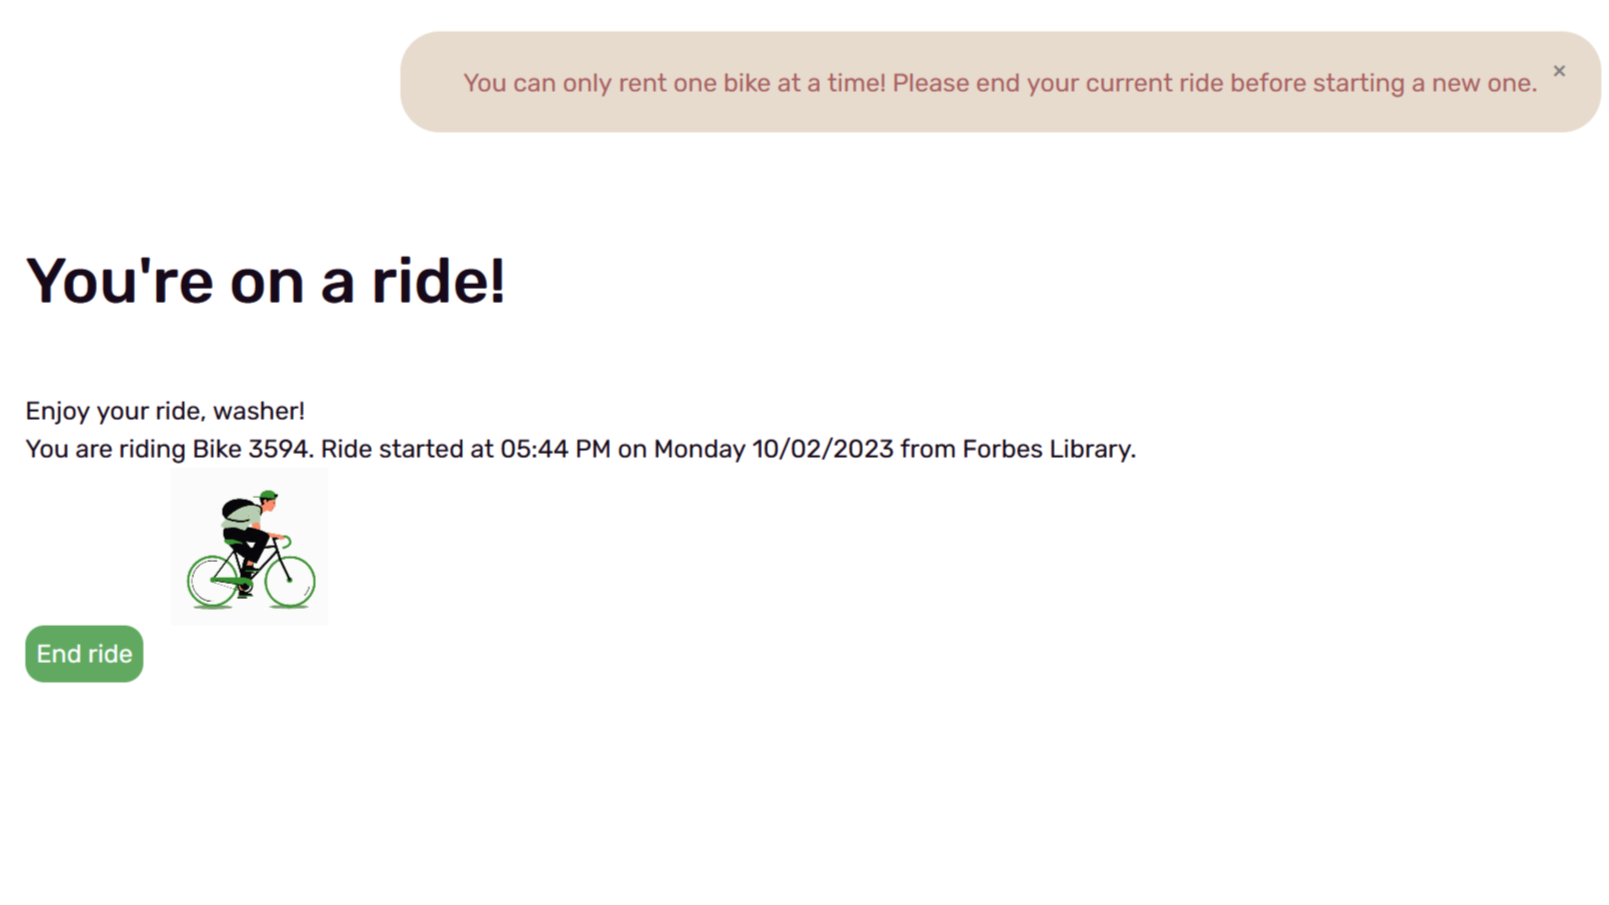 You can only rent one bike at a time! Please end your current ride before starting a new one. ×
You're on a ride!
Enjoy your ride, washer!
You are riding Bike 3594. Ride started at 05:44 PM on Monday 10/02/2023 from Forbes Library.
End ride